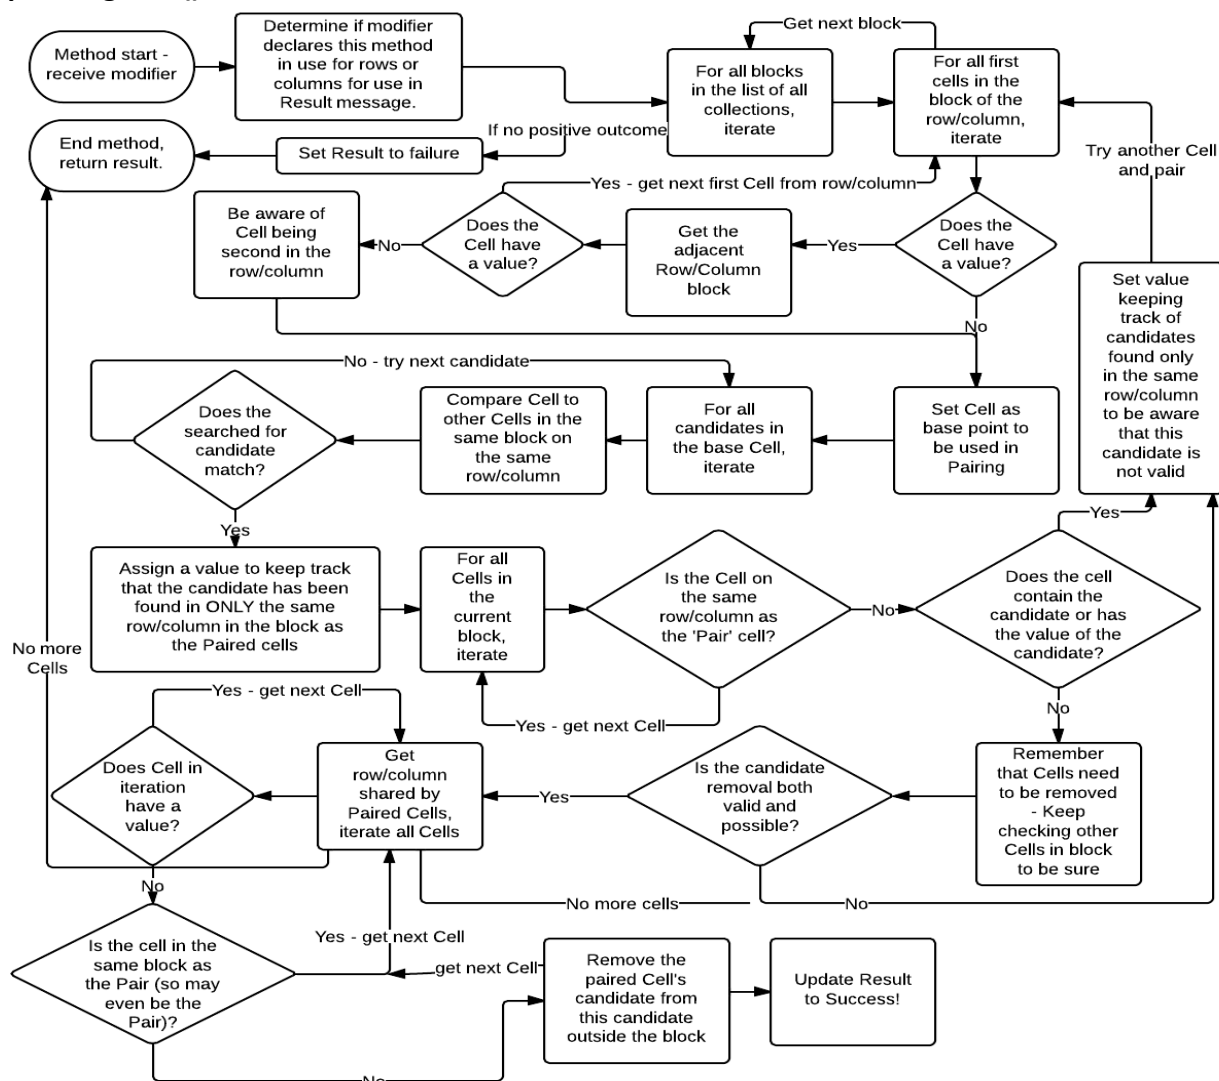 Method start -
receive modifier
Determine if modifier
declares this method
in use for rows or
columns for use in
Result message.
Get next block
For all blocks
in the list of all
collections,
iterate
For all first
cells in the
block of the
row/column,
iterate
End method,
return result.
Set Result to failure
If no positive outcome
Try another Cell
and pair
Yes - get next first Cell from row/column
Be aware of
Cell being
second in the
row/column
No
Does the
Cell have
a value?
Get the
adjacent
Row/Column
block
Yes
Does the
Cell have
a value?
No
Set value
keeping
track of
candidates
found only
in the same
row/column
to be aware
that this
candidate is
not valid
No - try next candidate
Does the
searched for
candidate
match?
Compare Cell to
other Cells in the
same block on
the same
row/column
For all
candidates in
the base Cell,
iterate
Set Cell as
base point to
be used in
Pairing
Yes
Yes
Assign a value to keep track
that the candidate has been
found in ONLY the same
row/column in the block as
the Paired cells
For all
Cells in
the
current
block,
iterate
Is the Cell on
the same
row/column as
the 'Pair' cell?
No
Does the cell
contain the
candidate or has
the value of the
candidate?
No more
Cells
Yes - get next Cell
Yes - get next Cell
No
Does Cell in
iteration
have a
value?
Get
row/column
shared by
Paired Cells,
iterate all Cells
Yes
Is the candidate
removal both
valid and
possible?
Remember
that Cells need
to be removed
- Keep
checking other
Cells in block
to be sure
No
No more cells
No
Is the cell in the
same block as
the Pair (so may
even be the
Pair)?
Yes - get next Cell
get next Cell
Remove the
paired Cell's
candidate from
this candidate
outside the block
Update Result
to Success!
No